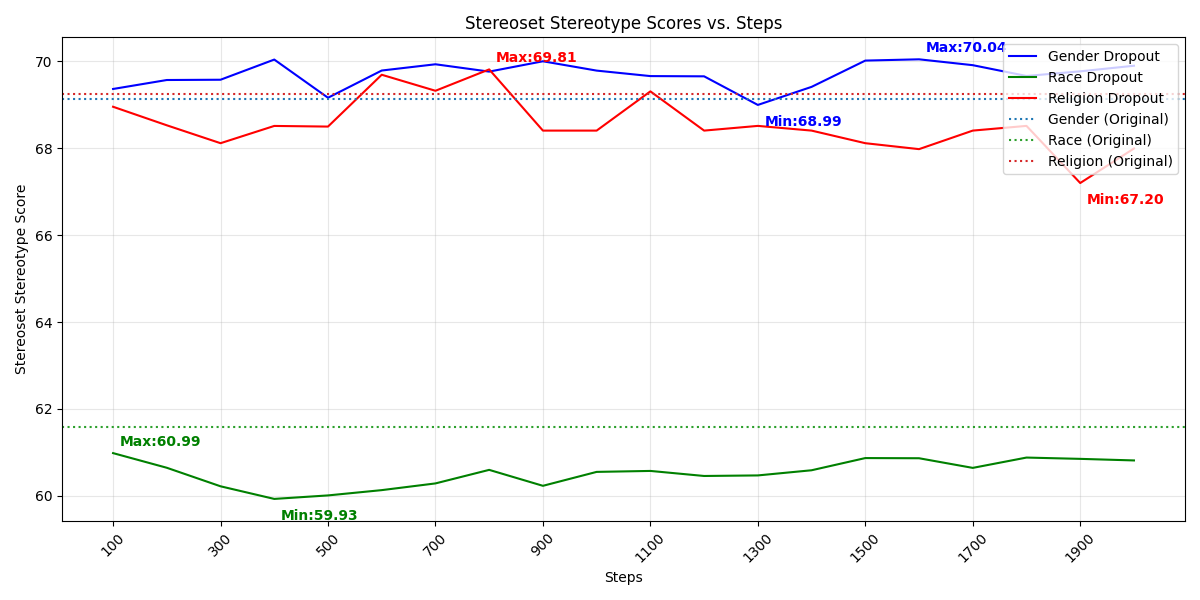 Stereoset Stereotype Scores vs. Steps
Stereoset Stereotype Score
70
68
66
64
62
60
Max:69.81
Max:70.04
Min:68.99
Min:67.20
Max:60.99
Min:59.93
Gender Dropout
Race Dropout
Religion Dropout
Gender (Original)
Race (Original)
Religion (Original)
100
300
500
700
900
1100
1300
1500
1700
1900
Steps